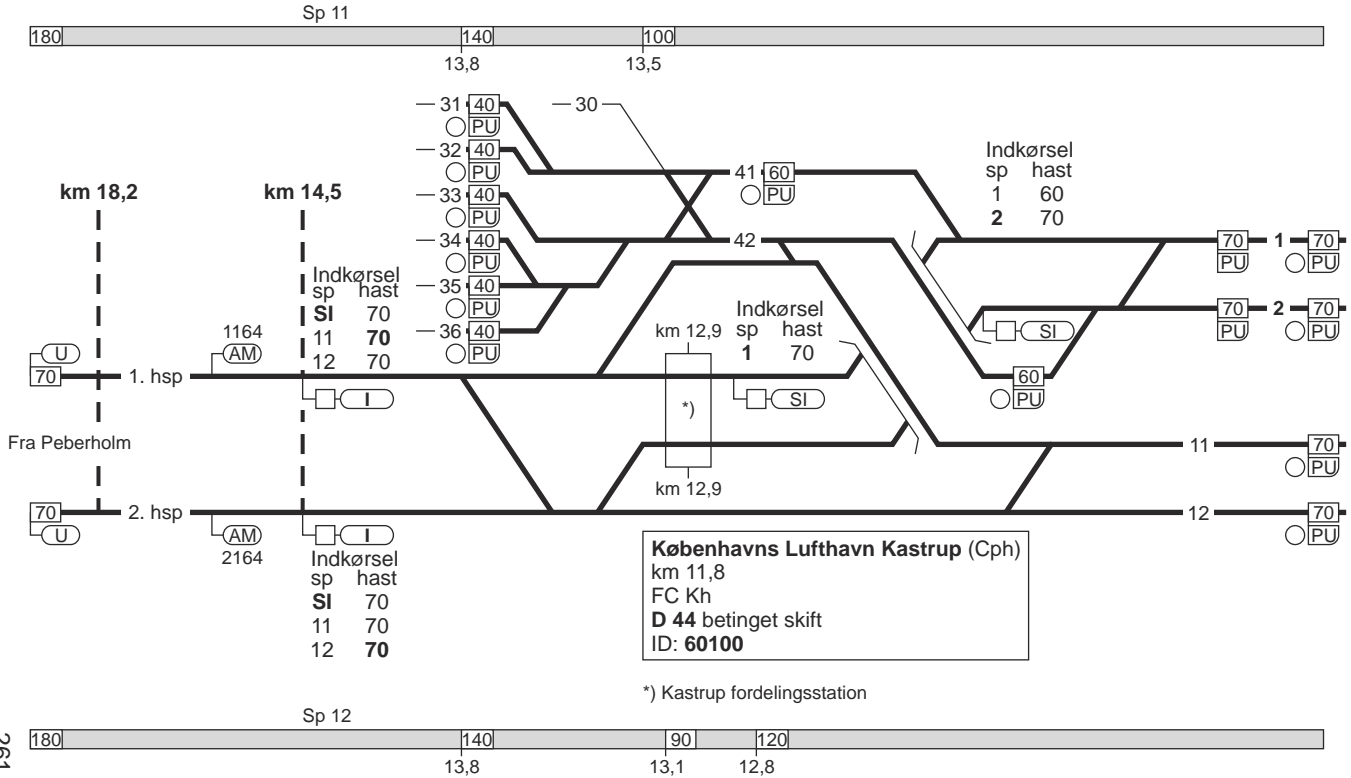 Sp 11
180 140 100
13,8 13,5
31 40 30
PU
32 40
PU
41 60
PU
Indkørsel
sp hast
1 60
2 70
km 18,2 km 14,5
33 40
PU
34 40
PU
42
70 1 70
PU PU
Indkørsel
sp hast
SI 70
11 70
12 70
35 40
PU
36 40
PU
km 12,9
Indkørsel
sp hast
1 70
70 2 70
PU PU
SI
1164
AM
U
70 1. hsp
I
*)
SI
60
PU
Fra Peberholm
11 70
PU
km 12,9
70 2. hsp
U
AM
2164
I
12 70
PU
Indkørsel
sp hast
SI 70
11 70
12 70
Københavns Lufthavn Kastrup (Cph)
km 11,8
FC Kh
D 44 betinget skift
ID: 60100
*) Kastrup fordelingsstation
Sp 12
180 140 90 120
13,8 13,1 12,8
261